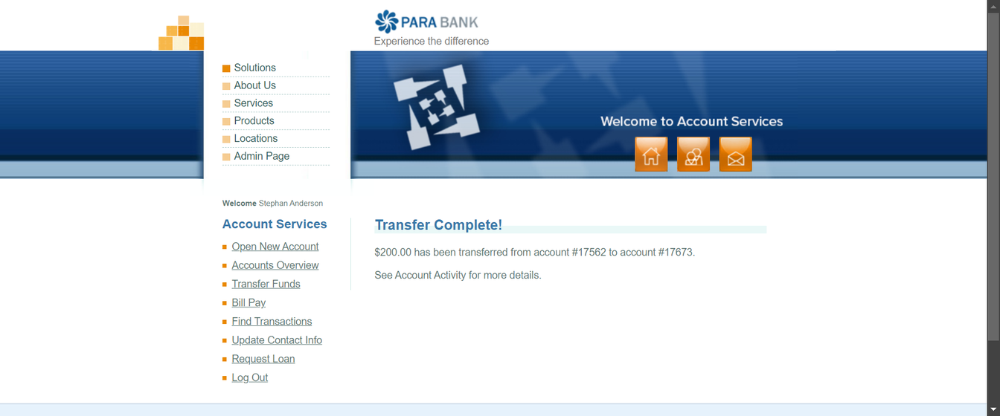 PARA BANK
Experience the difference
Solutions
About Us
Services
Products
Locations
Admin Page
Welcome to Account Services
Welcome Stephan Anderson
Account Services
Open New Account
Accounts Overview
Transfer Funds
Bill Pay
Find Transactions
Update Contact Info
Request Loan
Log Out
Transfer Complete!
$200.00 has been transferred from account #17562 to account #17673.
See Account Activity for more details.